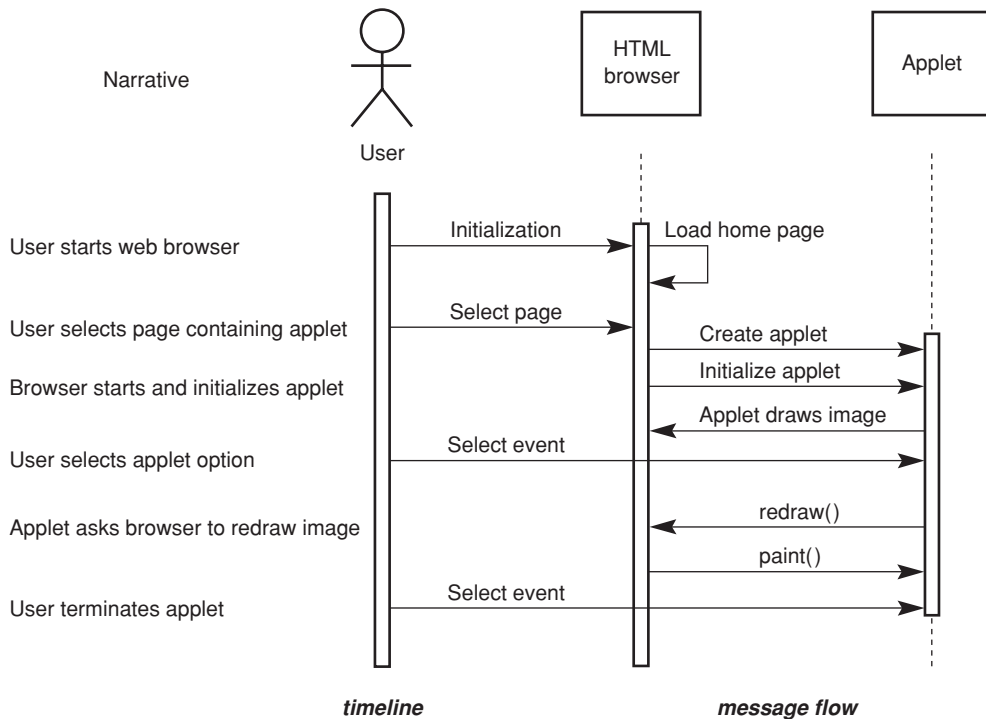 Narrative
User
HTML
browser
Applet
User starts web browser
Initialization
Load home page
User selects page containing applet
Select page
Create applet
Browser starts and initializes applet
Initialize applet
Applet draws image
User selects applet option
Select event
Applet asks browser to redraw image
redraw()
paint()
User terminates applet
Select event
timeline
message flow